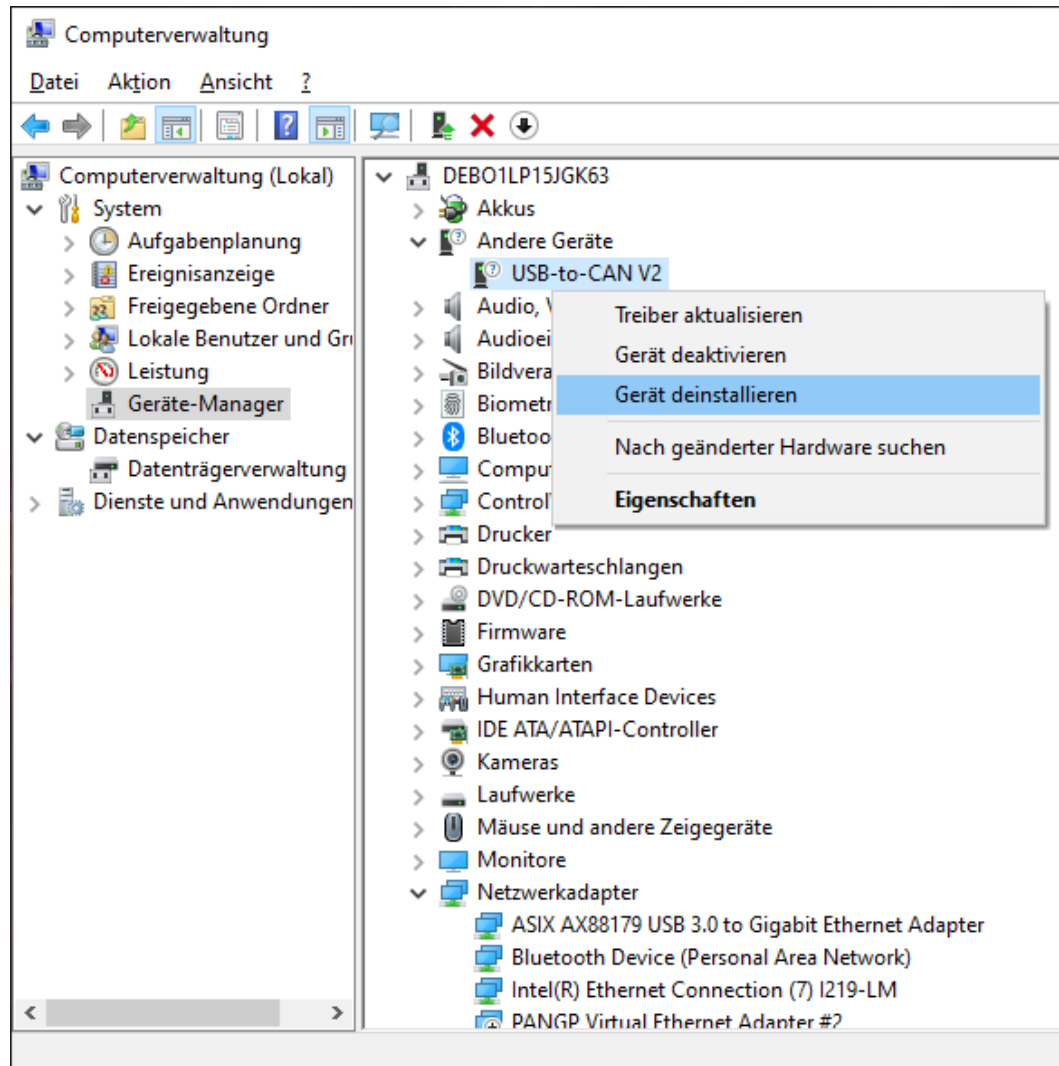 Computerverwaltung
Datei Aktion Ansicht ?
Computerverwaltung (Lokal)
System
Aufgabenplanung
Ereignisanzeige
Freigegebene Ordner
Lokale Benutzer und Gru
Leistung
Geräte-Manager
Datenspeicher
Datenträgerverwaltung
Dienste und Anwendungen
DEBO1LP15JGK63
Akkus
Andere Geräte
USB-to-CAN V2
Audio, V
Audioei
Bildvera
Biometr
Bluetoo
Compu
Control
Drucker
Druckwarteschlangen
DVD/CD-ROM-Laufwerke
Firmware
Grafikkarten
Human Interface Devices
IDE ATA/ATAPI-Controller
Kameras
Laufwerke
Mäuse und andere Zeigegeräte
Monitore
Netzwerkadapter
ASIX AX88179 USB 3.0 to Gigabit Ethernet Adapter
Bluetooth Device (Personal Area Network)
Intel(R) Ethernet Connection (7) I219-LM
PANGP Virtual Ethernet Adapter #2
Treiber aktualisieren
Gerät deaktivieren
Gerät deinstallieren
Nach geänderter Hardware suchen
Eigenschaften